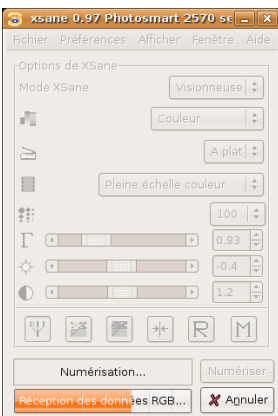 xsane 0.97 Photosmart 2570 se
Fichier Préférences Afficher Fenêtre Aide
Options de XSane
Mode XSane Visionneuse
Couleur
A plat
Pleine échelle couleur
100
Γ 0.93
-0.4
1.2
Ψ R M
Numérisation... Numériser
Réception des données RGB... Annuler